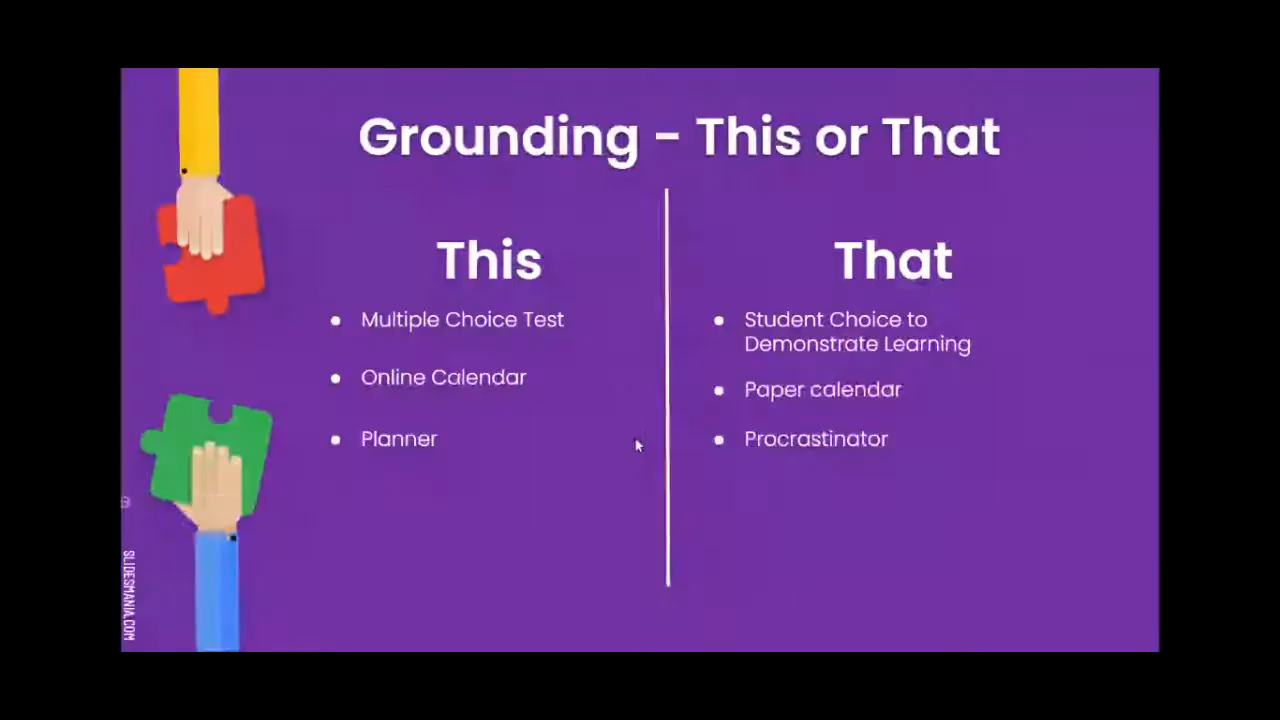 Grounding - This or That
This
Multiple Choice Test
Online Calendar
Planner
That
Student Choice to
Demonstrate Learning
Paper calendar
Procrastinator
SLIDESMANIA.COM